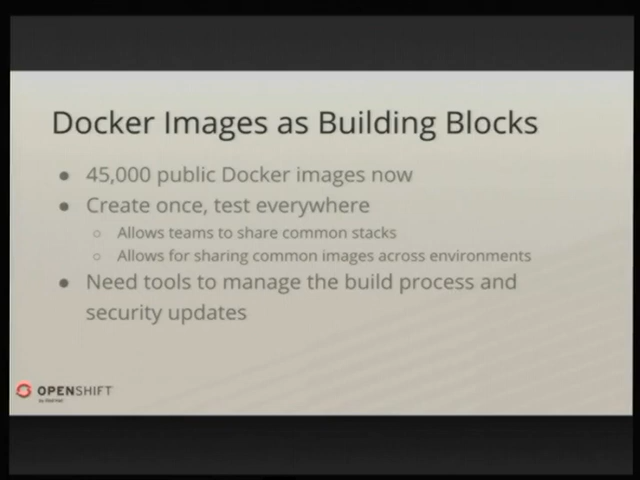 Docker Images as Building Blocks
● 45,000 public Docker images now
● Create once, test everywhere
○ Allows teams to share common stacks
○ Allows for sharing common images across environments
● Need tools to manage the build process and
security updates
OPENSHIFT